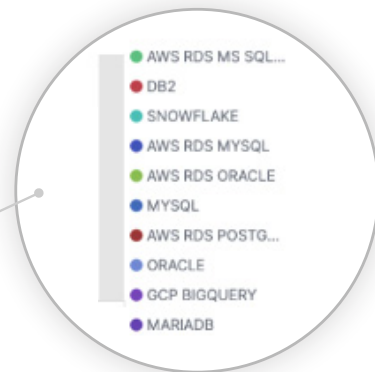 AWS RDS MS SQL...
DB2
SNOWFLAKE
AWS RDS MYSQL
AWS RDS ORACLE
MYSQL
AWS RDS POSTG...
ORACLE
GCP BIGQUERY
MARIADB